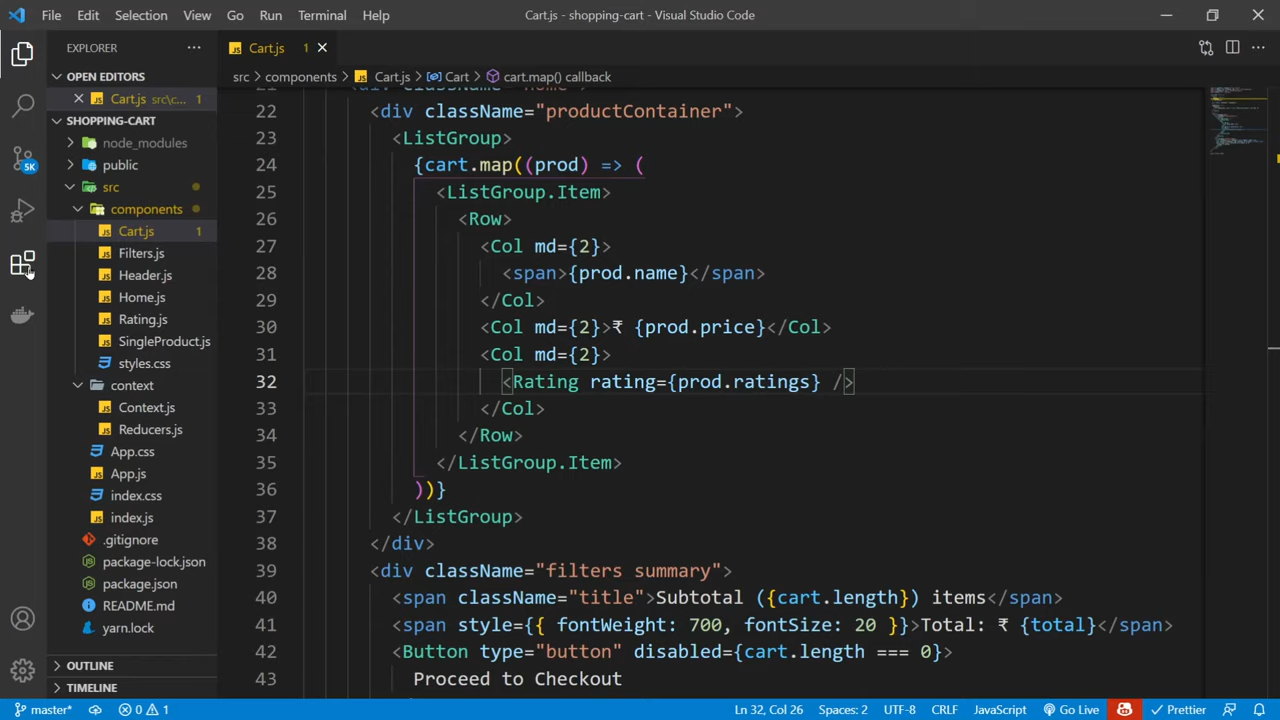 File Edit Selection View Go Run Terminal Help Cart.js - shopping-cart - Visual Studio Code
EXPLORER ···
OPEN EDITORS
Cart.js src\c... 1
SHOPPING-CART
node_modules
public
src
components
Cart.js 1
Filters.js
Header.js
Home.js
Rating.js
SingleProduct.js
styles.css
context
Context.js
Reducers.js
App.css
App.js
index.css
index.js
.gitignore
package-lock.json
package.json
README.md
yarn.lock
OUTLINE
TIMELINE
5K
Cart.js 1
src > components > Cart.js > Cart > cart.map() callback
22 <div className="productContainer">
23 <ListGroup>
24 {cart.map((prod) => (
25 <ListGroup.Item>
26 <Row>
27 <Col md={2}>
28 <span>{prod.name}</span>
29 </Col>
30 <Col md={2}>₹ {prod.price}</Col>
31 <Col md={2}>
32 <Rating rating={prod.ratings} />
33 </Col>
34 </Row>
35 </ListGroup.Item>
36 ))}
37 </ListGroup>
38 </div>
39 <div className="filters summary">
40 <span className="title">Subtotal ({cart.length}) items</span>
41 <span style={{ fontWeight: 700, fontSize: 20 }}>Total: ₹ {total}</span>
42 <Button type="button" disabled={cart.length === 0}>
43 Proceed to Checkout
master* 0 1 Ln 32, Col 26 Spaces: 2 UTF-8 CRLF JavaScript Go Live Prettier